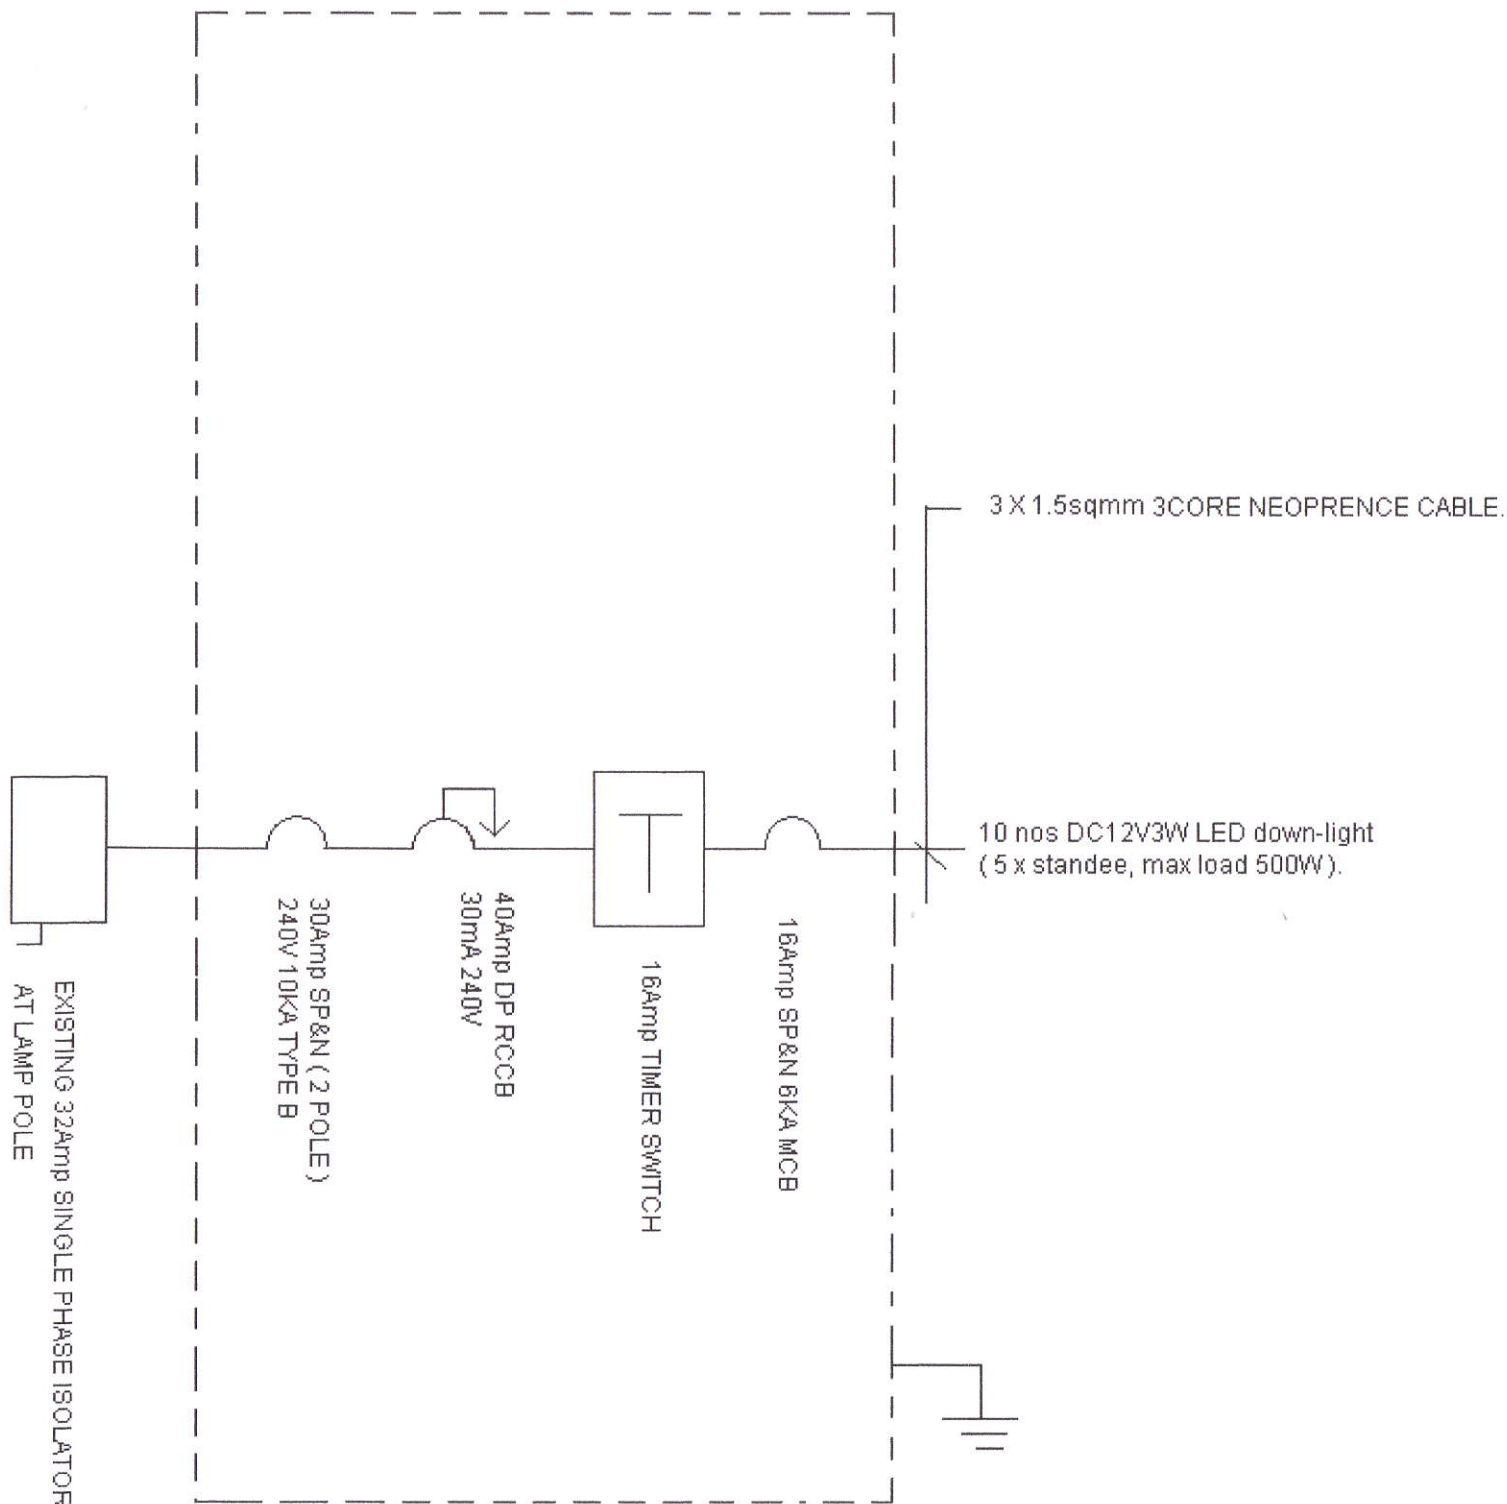 3 X 1.5sqmm 3CORE NEOPRENCE CABLE.
10 nos DC12V3W LED down-light
( 5 x standee, max load 500W ).
EXISTING 32Amp SINGLE PHASE ISOLATOR
AT LAMP POLE
30Amp SP&N ( 2 POLE )
240V 10KA TYPE B
40Amp DP RCCB
30mA 240V
T
16Amp TIMER SWITCH
16Amp SP&N 6KA MCB